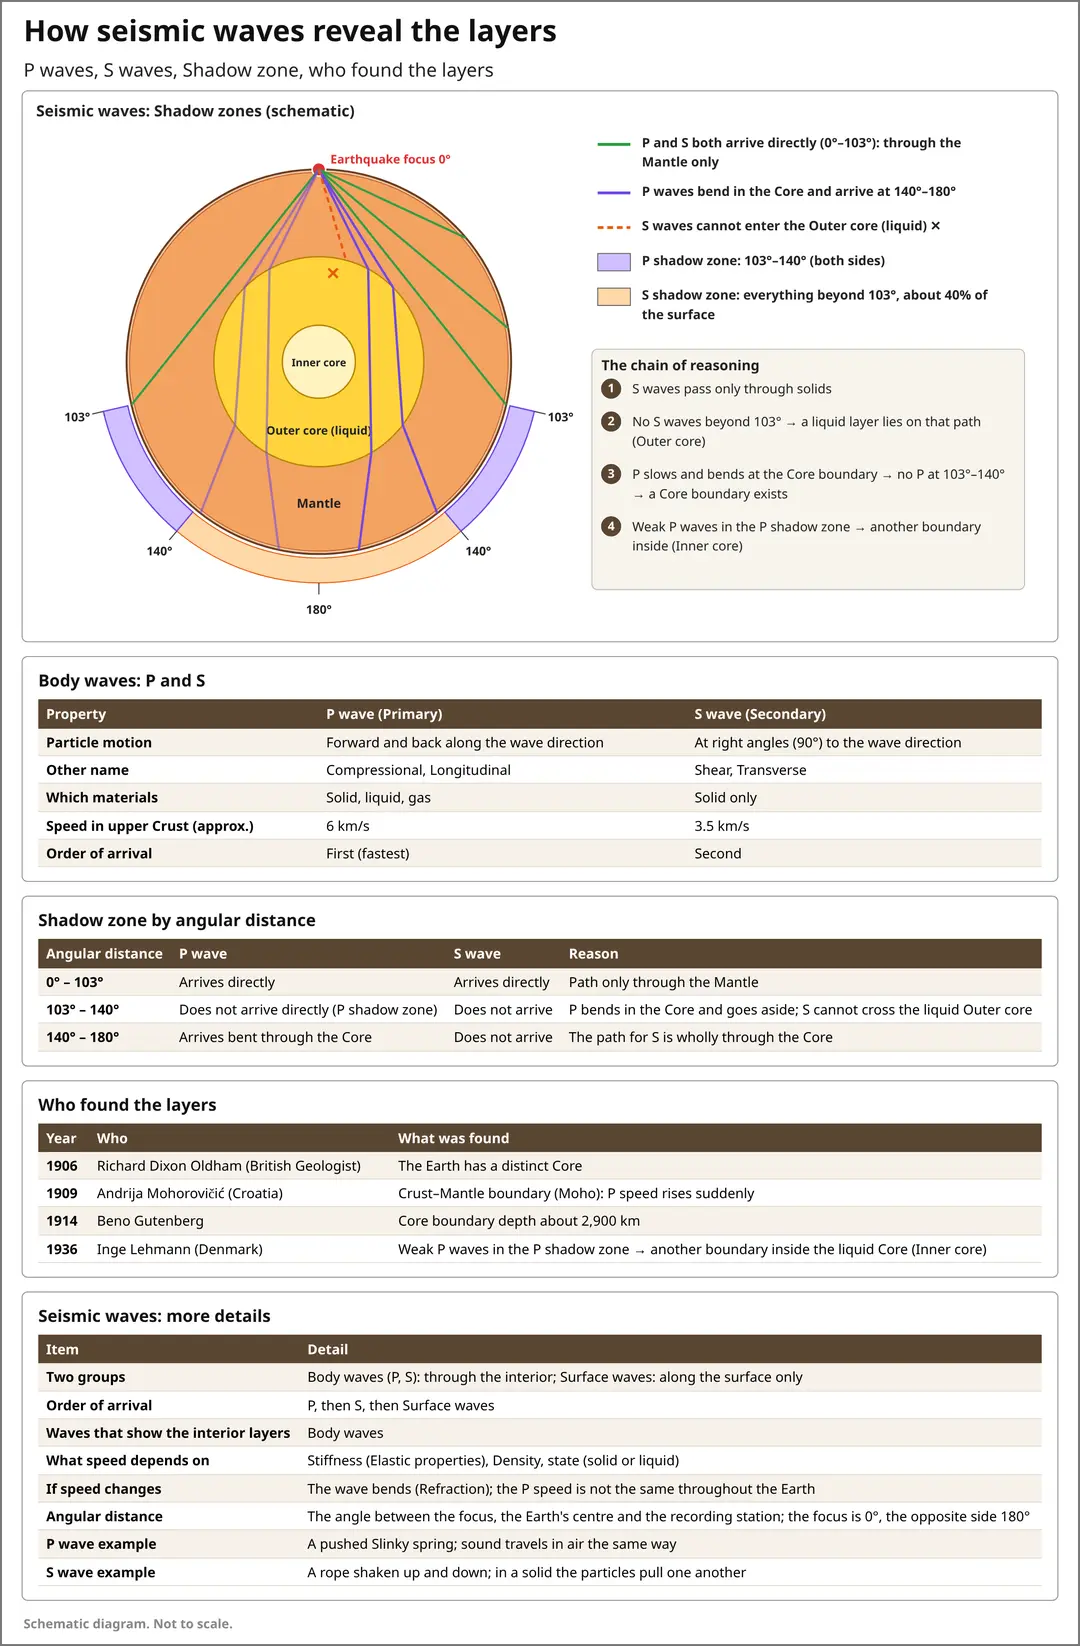 How seismic waves reveal the layers
P waves, S waves, Shadow zone, who found the layers
Seismic waves: Shadow zones (schematic)
Earthquake focus 0°
Inner core
Outer core (liquid)
Mantle
103°
103°
140°
140°
180°
P and S both arrive directly (0°–103°): through the
Mantle only
P waves bend in the Core and arrive at 140°–180°
S waves cannot enter the Outer core (liquid) ✕
P shadow zone: 103°–140° (both sides)
S shadow zone: everything beyond 103°, about 40% of
the surface
The chain of reasoning
1 S waves pass only through solids
2 No S waves beyond 103° → a liquid layer lies on that path
(Outer core)
3 P slows and bends at the Core boundary → no P at 103°–140°
→ a Core boundary exists
4 Weak P waves in the P shadow zone → another boundary
inside (Inner core)
Body waves: P and S
Property P wave (Primary) S wave (Secondary)
Particle motion Forward and back along the wave direction At right angles (90°) to the wave direction
Other name Compressional, Longitudinal Shear, Transverse
Which materials Solid, liquid, gas Solid only
Speed in upper Crust (approx.) 6 km/s 3.5 km/s
Order of arrival First (fastest) Second
Shadow zone by angular distance
Angular distance P wave S wave Reason
0° – 103° Arrives directly Arrives directly Path only through the Mantle
103° – 140° Does not arrive directly (P shadow zone) Does not arrive P bends in the Core and goes aside; S cannot cross the liquid Outer core
140° – 180° Arrives bent through the Core Does not arrive The path for S is wholly through the Core
Who found the layers
Year Who What was found
1906 Richard Dixon Oldham (British Geologist) The Earth has a distinct Core
1909 Andrija Mohorovičić (Croatia) Crust–Mantle boundary (Moho): P speed rises suddenly
1914 Beno Gutenberg Core boundary depth about 2,900 km
1936 Inge Lehmann (Denmark) Weak P waves in the P shadow zone → another boundary inside the liquid Core (Inner core)
Seismic waves: more details
Item Detail
Two groups Body waves (P, S): through the interior; Surface waves: along the surface only
Order of arrival P, then S, then Surface waves
Waves that show the interior layers Body waves
What speed depends on Stiffness (Elastic properties), Density, state (solid or liquid)
If speed changes The wave bends (Refraction); the P speed is not the same throughout the Earth
Angular distance The angle between the focus, the Earth's centre and the recording station; the focus is 0°, the opposite side 180°
P wave example A pushed Slinky spring; sound travels in air the same way
S wave example A rope shaken up and down; in a solid the particles pull one another
Schematic diagram. Not to scale.